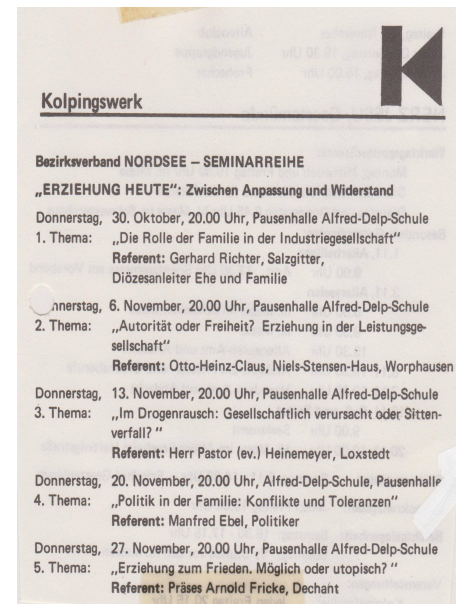 Kolpingswerk
Bezirksverband NORDSEE – SEMINARREIHE
„ERZIEHUNG HEUTE“: Zwischen Anpassung und Widerstand
Donnerstag, 30. Oktober, 20.00 Uhr, Pausenhalle Alfred-Delp-Schule
1. Thema: „Die Rolle der Familie in der Industriegesellschaft“
Referent: Gerhard Richter, Salzgitter,
Diözesanleiter Ehe und Familie
nnerstag, 6. November, 20.00 Uhr, Pausenhalle Alfred-Delp-Schule
2. Thema: „Autorität oder Freiheit? Erziehung in der Leistungsge-
sellschaft“
Referent: Otto-Heinz-Claus, Niels-Stensen-Haus, Worphausen
Donnerstag, 13. November, 20.00 Uhr, Pausenhalle Alfred-Delp-Schule
3. Thema: „Im Drogenrausch: Gesellschaftlich verursacht oder Sitten-
verfall? “
Referent: Herr Pastor (ev.) Heinemeyer, Loxstedt
Donnerstag, 20. November, 20.00 Uhr, Alfred-Delp-Schule, Pausenhalle
4. Thema: „Politik in der Familie: Konflikte und Toleranzen“
Referent: Manfred Ebel, Politiker
Donnerstag, 27. November, 20.00 Uhr, Pausenhalle Alfred-Delp-Schule
5. Thema: „Erziehung zum Frieden. Möglich oder utopisch? “
Referent: Präses Arnold Fricke, Dechant